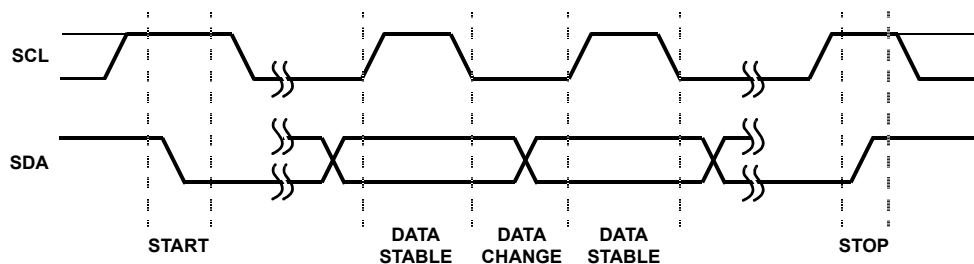 SCL
SDA
START
DATA
STABLE
DATA
CHANGE
DATA
STABLE
STOP